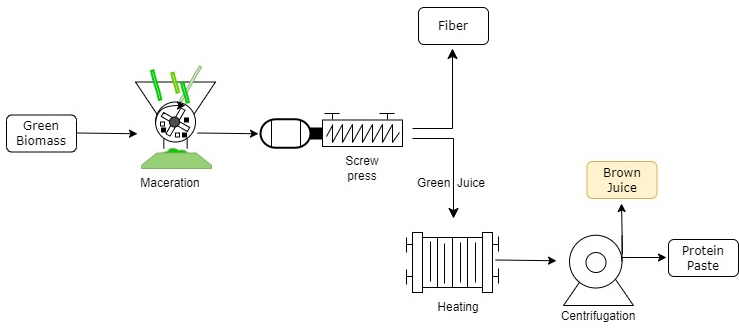 Fiber
Green
Biomass
Screw
press
Maceration
Green Juice
Brown
Juice
Protein
Paste
Heating
Centrifugation